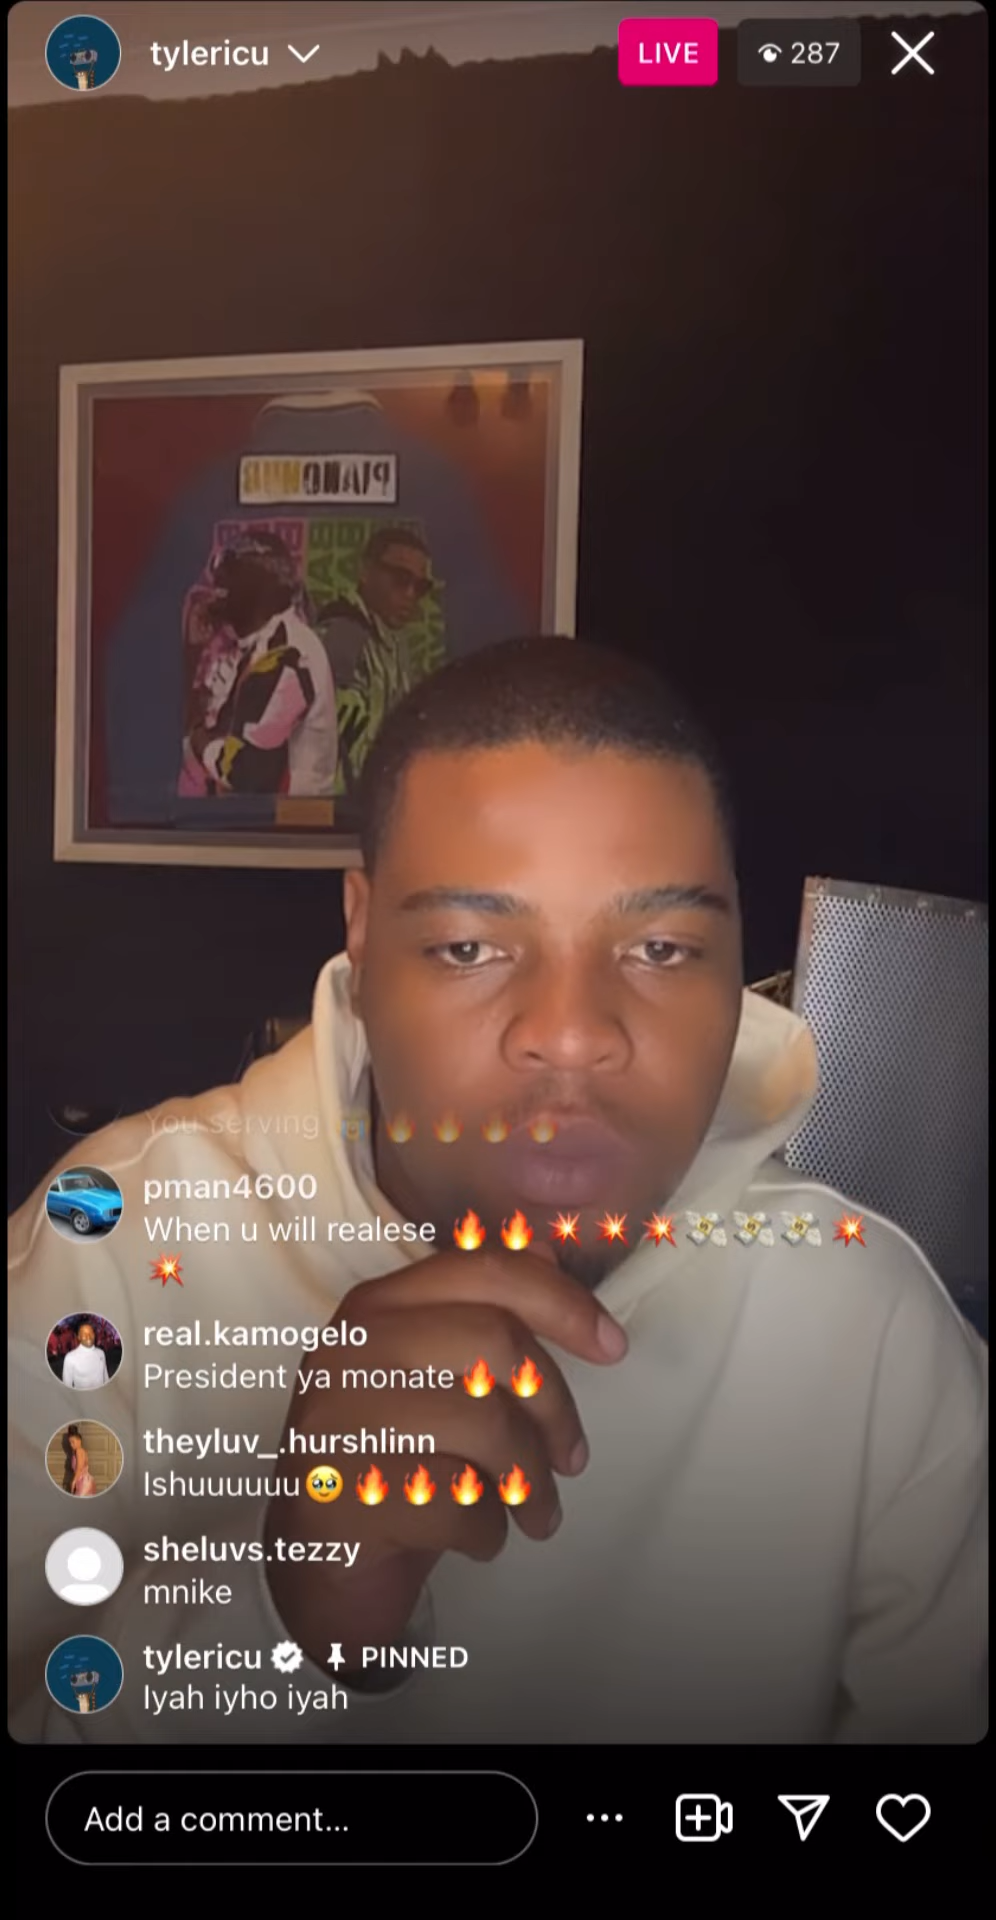 tylericu
LIVE
287
PIANOHUB
You serving 🥹 🔥 🔥 🔥 🔥
pman4600
When u will realese 🔥 🔥 💥 💥 💥 💸 💸 💸 💥
💥
real.kamogelo
President ya monate 🔥 🔥
theyluv_.hurshlinn
Ishuuuuuu🥹 🔥 🔥 🔥 🔥
sheluvs.tezzy
mnike
tylericu PINNED
Iyah iyho iyah
Add a comment...